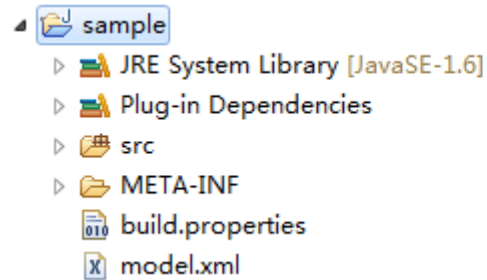 sample
JRE System Library [JavaSE-1.6]
Plug-in Dependencies
src
META-INF
build.properties
model.xml